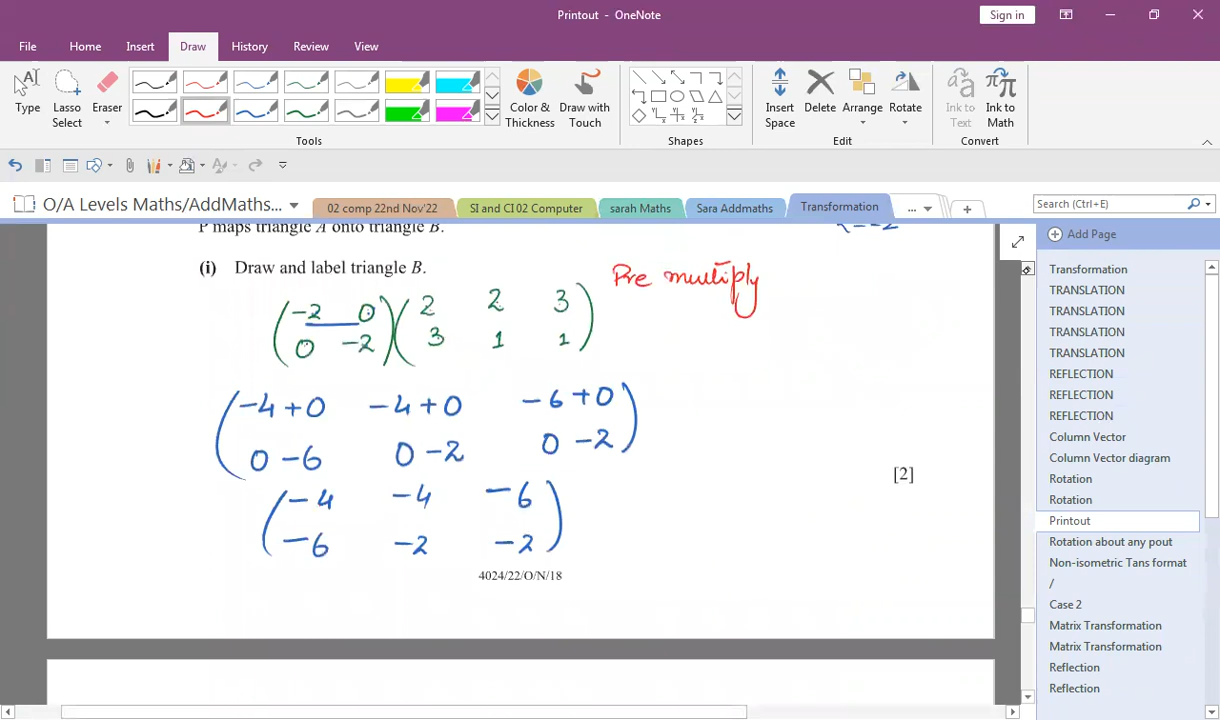 Printout - OneNote
Sign in
File Home Insert Draw History Review View
Type
Lasso Select
Eraser
Color & Thickness
Draw with Touch
Insert Space
Delete
Arrange
Rotate
Ink to Text
Ink to Math
Tools
Shapes
Edit
Convert
O/A Levels Maths/AddMaths...
02 comp 22nd Nov'22
SI and CI02 Computer
sarah Maths
Sara Addmaths
Transformation
...
Search (Ctrl+E)
P maps triangle A onto triangle B.
(i) Draw and label triangle B.
Pre multiply
(-2 0) (2 2 3)
(0 -2) (3 1 1)
(-4+0 -4+0 -6+0)
(0-6 0-2 0-2)
[2]
(-4 -4 -6)
(-6 -2 -2)
4024/22/O/N/18
Add Page
Transformation
TRANSLATION
TRANSLATION
TRANSLATION
TRANSLATION
REFLECTION
REFLECTION
REFLECTION
Column Vector
Column Vector diagram
Rotation
Rotation
Printout
Rotation about any pout
Non-isometric Tans format
/
Case 2
Matrix Transformation
Matrix Transformation
Reflection
Reflection